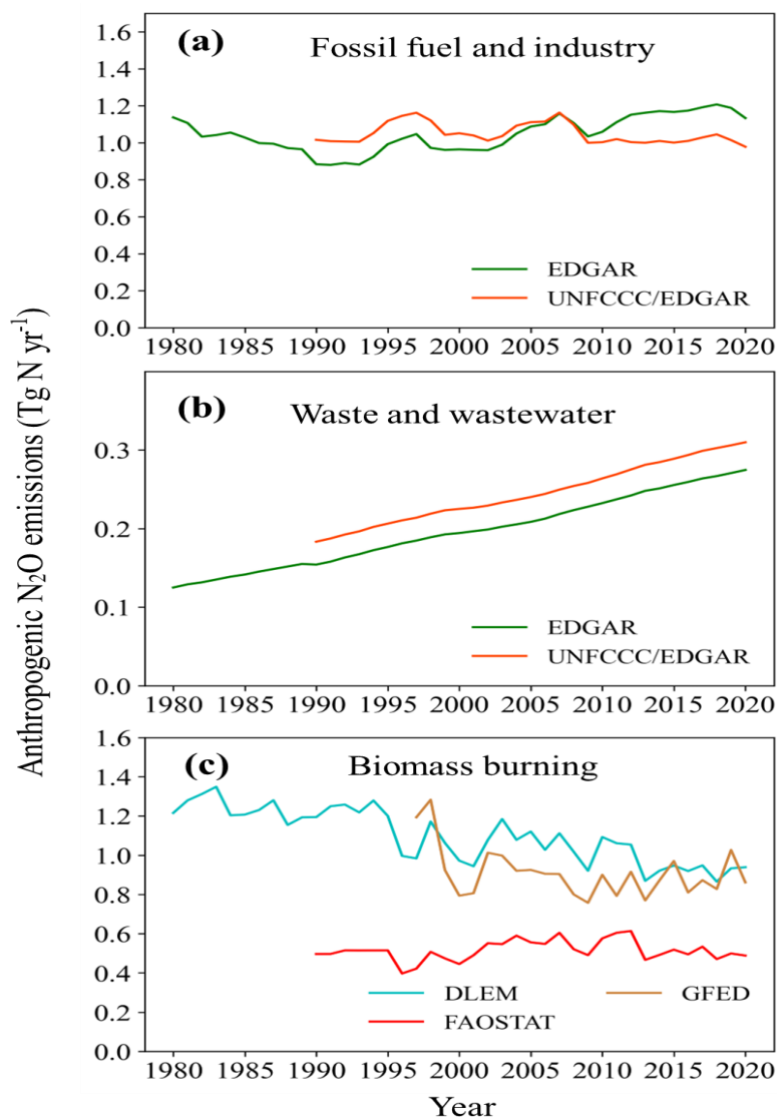 Anthropogenic N₂O emissions (Tg N yr⁻¹)
(a) Fossil fuel and industry
1.6
1.4
1.2
1.0
0.8
0.6
0.4
0.2
0.0
EDGAR
UNFCCC/EDGAR
1980 1985 1990 1995 2000 2005 2010 2015 2020
(b) Waste and wastewater
0.3
0.2
0.1
0.0
EDGAR
UNFCCC/EDGAR
1980 1985 1990 1995 2000 2005 2010 2015 2020
(c) Biomass burning
1.6
1.4
1.2
1.0
0.8
0.6
0.4
0.2
0.0
DLEM GFED
FAOSTAT
1980 1985 1990 1995 2000 2005 2010 2015 2020
Year